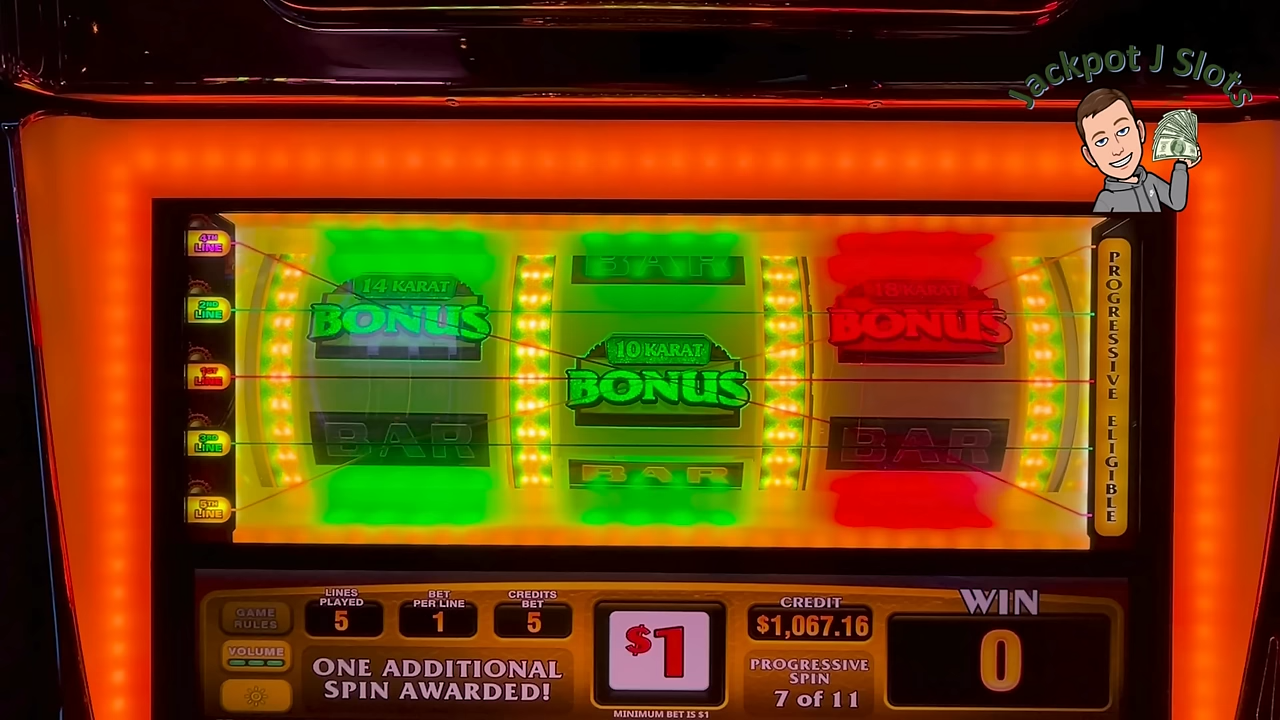 Jackpot J Slots
4TH
LINE
2ND
LINE
1ST
LINE
3RD
LINE
5TH
LINE
14 KARAT
BONUS
BAR
BAR
10 KARAT
BONUS
BAR
18 KARAT
BONUS
BAR
PROGRESSIVE ELIGIBLE
GAME
RULES
VOLUME
LINES
PLAYED
5
BET
PER LINE
1
CREDITS
BET
5
ONE ADDITIONAL
SPIN AWARDED!
$1
MINIMUM BET IS $1
CREDIT
$1,067.16
PROGRESSIVE
SPIN
7 of 11
WIN
0